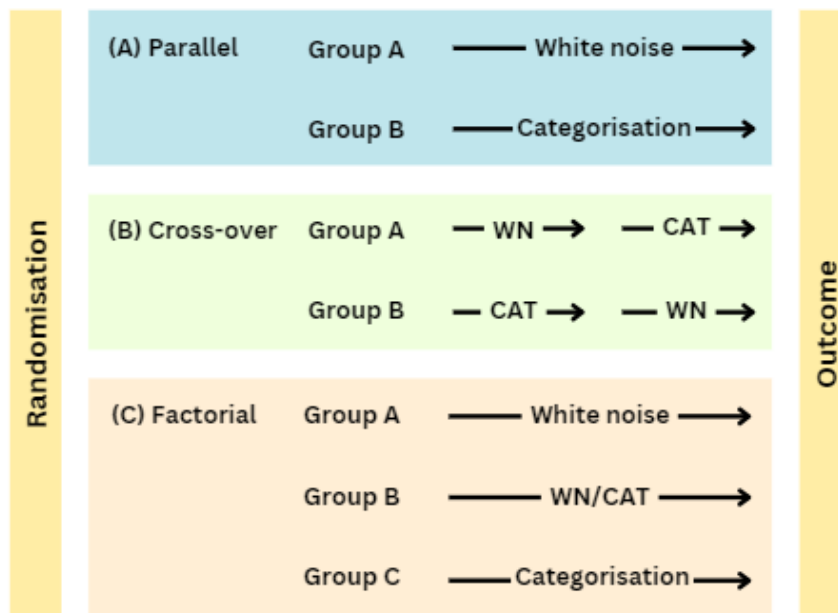 Randomisation
(A) Parallel Group A White noise
Group B Categorisation
(B) Cross-over Group A WN CAT
Group B CAT WN
(C) Factorial Group A White noise
Group B WN/CAT
Group C Categorisation
Outcome